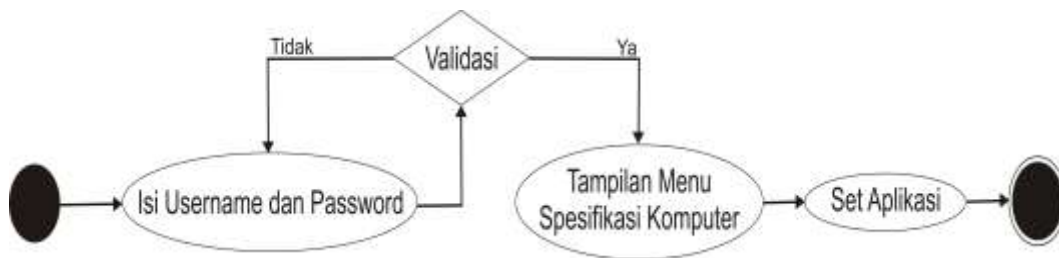 Tidak
Validasi
Ya
Isi Username dan Password
Tampilan Menu
Spesifikasi Komputer
Set Aplikasi